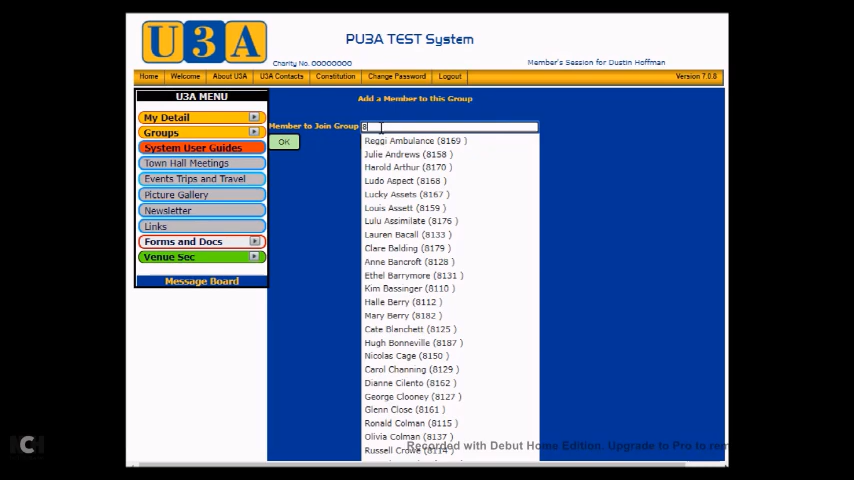 U3A
PU3A TEST System
Charity No. 00000000
Member's Session for Dustin Hoffman
Home Welcome About U3A U3A Contacts Constitution Change Password Logout Version 7.0.8
U3A MENU
My Detail
Groups
System User Guides
Town Hall Meetings
Events Trips and Travel
Picture Gallery
Newsletter
Links
Forms and Docs
Venue Sec
Message Board
Add a Member to this Group
Member to Join Group 8
OK
Reggi Ambulance (8169 )
Julie Andrews (8158 )
Harold Arthur (8170 )
Ludo Aspect (8168 )
Lucky Assets (8167 )
Louis Assett (8159 )
Lulu Assimilate (8176 )
Lauren Bacall (8133 )
Clare Balding (8179 )
Anne Bancroft (8128 )
Ethel Barrymore (8131 )
Kim Bassinger (8110 )
Halle Berry (8112 )
Mary Berry (8182 )
Cate Blanchett (8125 )
Hugh Bonneville (8187 )
Nicolas Cage (8150 )
Carol Channing (8129 )
Dianne Cilento (8162 )
George Clooney (8127 )
Glenn Close (8161 )
Ronald Colman (8115 )
Olivia Colman (8137 )
Russell Crowe (8114 )
Recorded with Debut Home Edition. Upgrade to Pro to rem